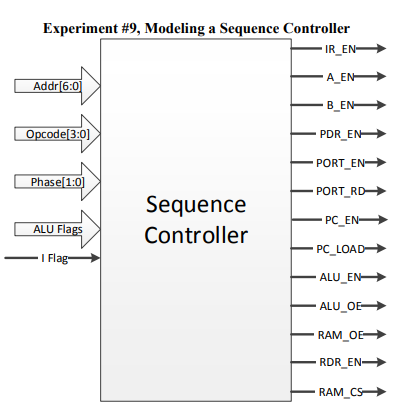 Experiment #9, Modeling a Sequence Controller
Addr[6:0]
Opcode[3:0]
Phase[1:0]
ALU Flags
I Flag
Sequence
Controller
IR_EN
A_EN
B_EN
PDR_EN
PORT_EN
PORT_RD
PC_EN
PC_LOAD
ALU_EN
ALU_OE
RAM_OE
RDR_EN
RAM_CS